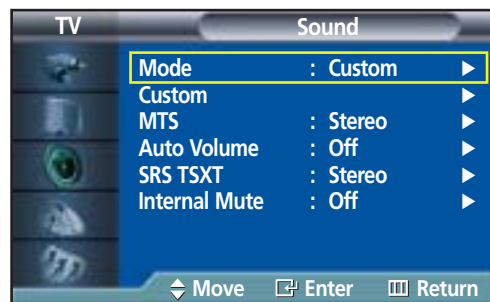 TV Sound
Mode : Custom ▶
Custom ▶
MTS : Stereo ▶
Auto Volume : Off ▶
SRS TSXT : Stereo ▶
Internal Mute : Off ▶
Move Enter Return